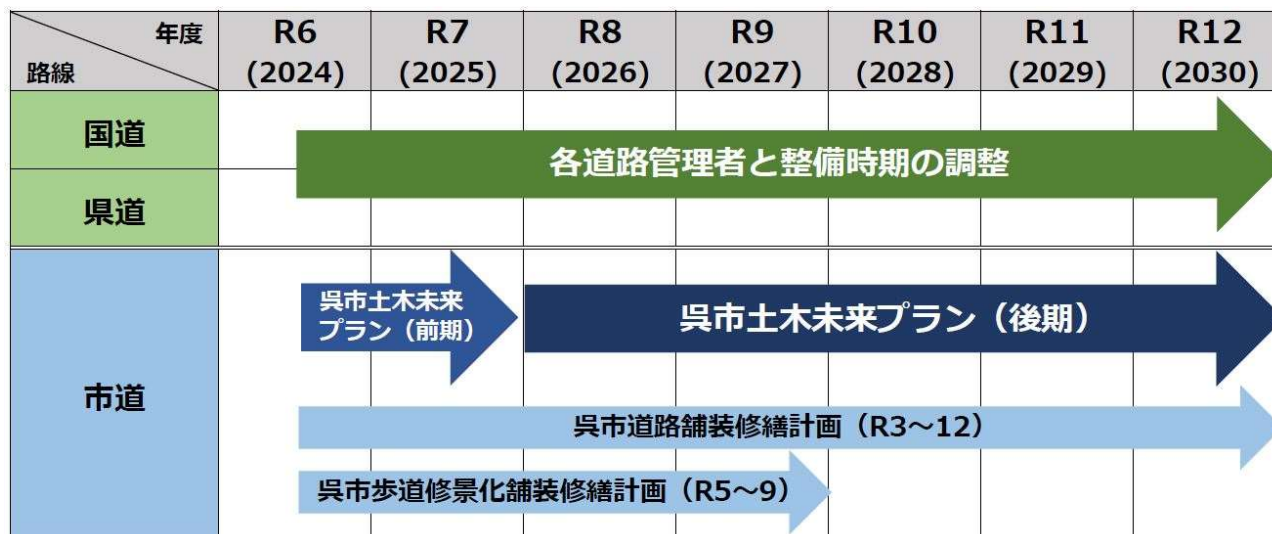 年度
路線
R6
(2024)
R7
(2025)
R8
(2026)
R9
(2027)
R10
(2028)
R11
(2029)
R12
(2030)
国道
県道
各道路管理者と整備時期の調整
市道
呉市土木未来
プラン（前期）
呉市土木未来プラン（後期）
呉市道路舗装修繕計画（R3～12）
呉市歩道修景化舗装修繕計画（R5～9）